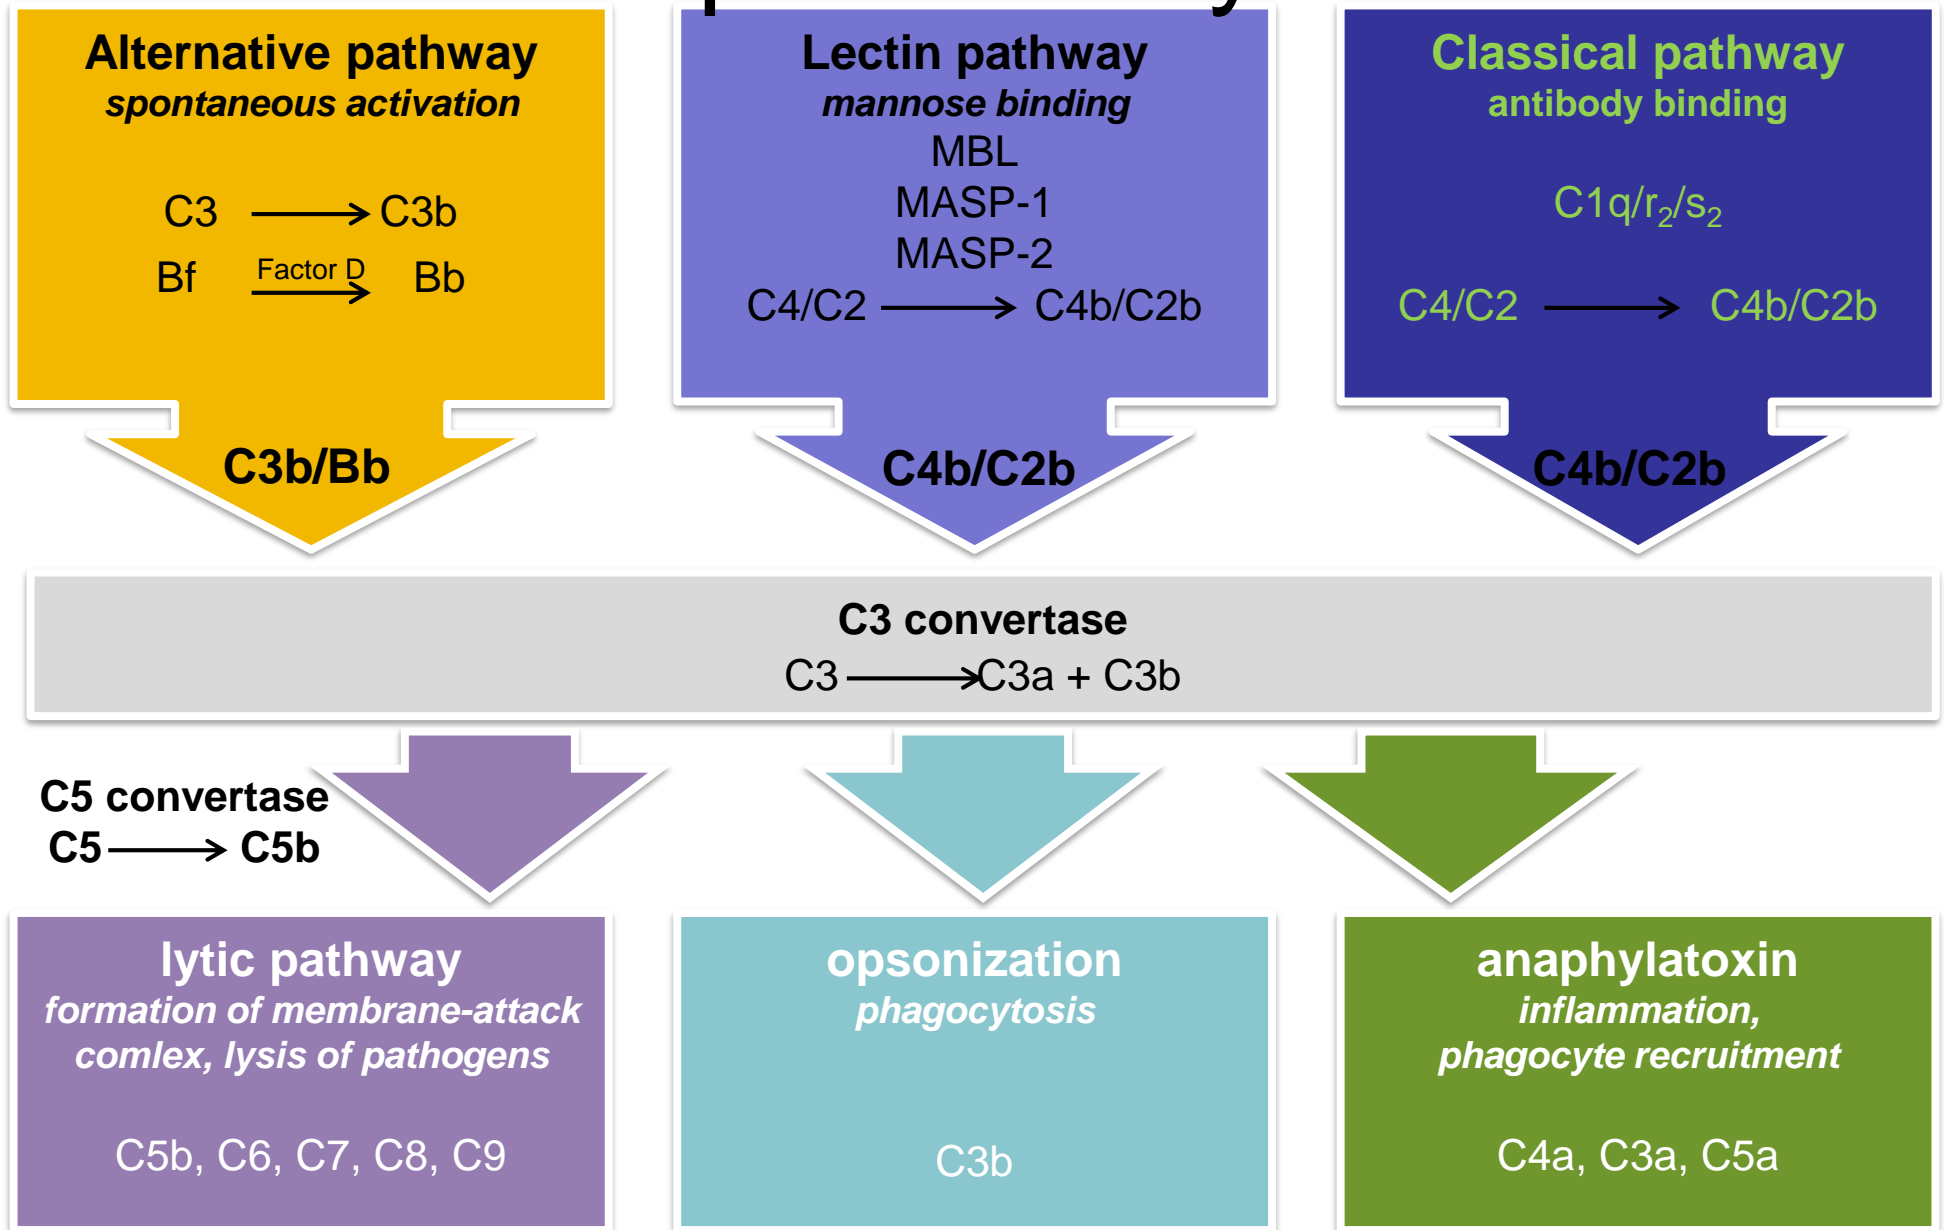 Alternative pathway
spontaneous activation
C3 → C3b
Bf Factor D → Bb
C3b/Bb
Lectin pathway
mannose binding
MBL
MASP-1
MASP-2
C4/C2 → C4b/C2b
C4b/C2b
Classical pathway
antibody binding
C1q/r₂/s₂
C4/C2 → C4b/C2b
C4b/C2b
C3 convertase
C3 → C3a + C3b
C5 convertase
C5 → C5b
lytic pathway
formation of membrane-attack
comlex, lysis of pathogens
C5b, C6, C7, C8, C9
opsonization
phagocytosis
C3b
anaphylatoxin
inflammation,
phagocyte recruitment
C4a, C3a, C5a